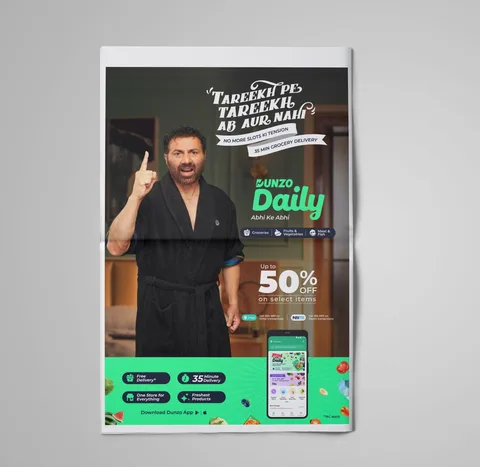 "TAREEKH PE
TAREEKH
AB AUR NAHI"
NO MORE SLOTS KI TENSION
35 MIN GROCERY DELIVERY
DUNZO
Daily
Abhi Ke Abhi
Groceries
Fruits &
Vegetables
Meat &
Fish
Up to
50% OFF
on select items
Free
Delivery*
35 Minute
Delivery
One Store for
Everything
Freshest
Products
Download Dunzo App
Daily
*T&C apply